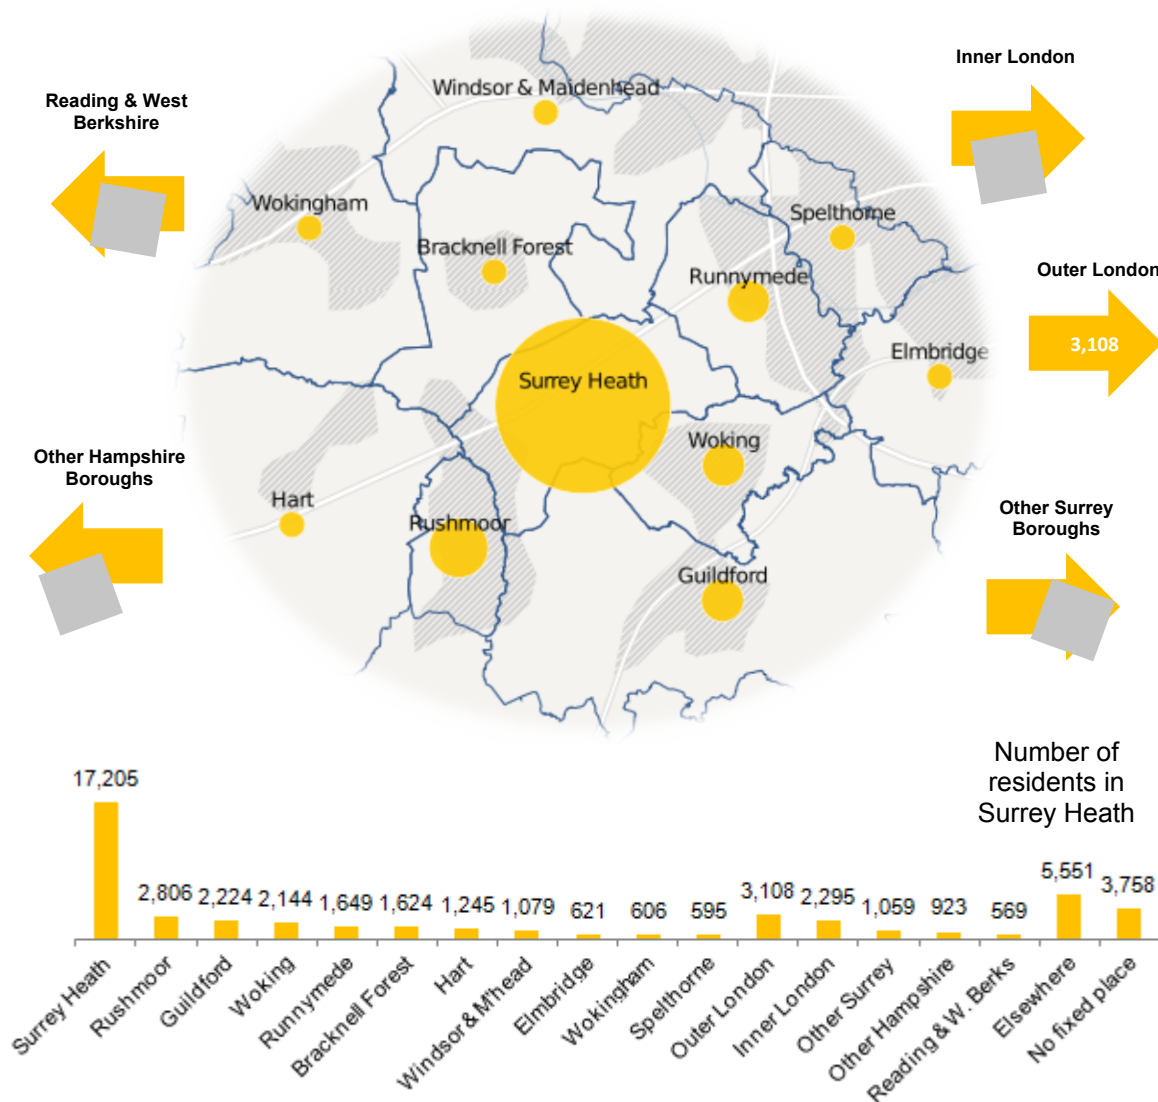 Inner London
Windsor & Maidenhead
Reading & West
Berkshire
Wokingham
Spelthorne
Bracknell Forest
Runnymede
Outer London
3,108
Elmbridge
Surrey Heath
Woking
Other Hampshire
Boroughs
Hart
Rushmoor
Other Surrey
Boroughs
Guildford
Number of
residents in
Surrey Heath
17,205
2,806
2,224
2,144
1,649
1,624
1,245
1,079
621
606
595
3,108
2,295
1,059
923
569
5,551
3,758
Surrey Heath
Rushmoor
Guildford
Woking
Runnymede
Bracknell Forest
Hart
Windsor & M'head
Elmbridge
Wokingham
Spelthorne
Outer London
Inner London
Other Surrey
Other Hampshire
Reading & W. Berks
Elsewhere
No fixed place